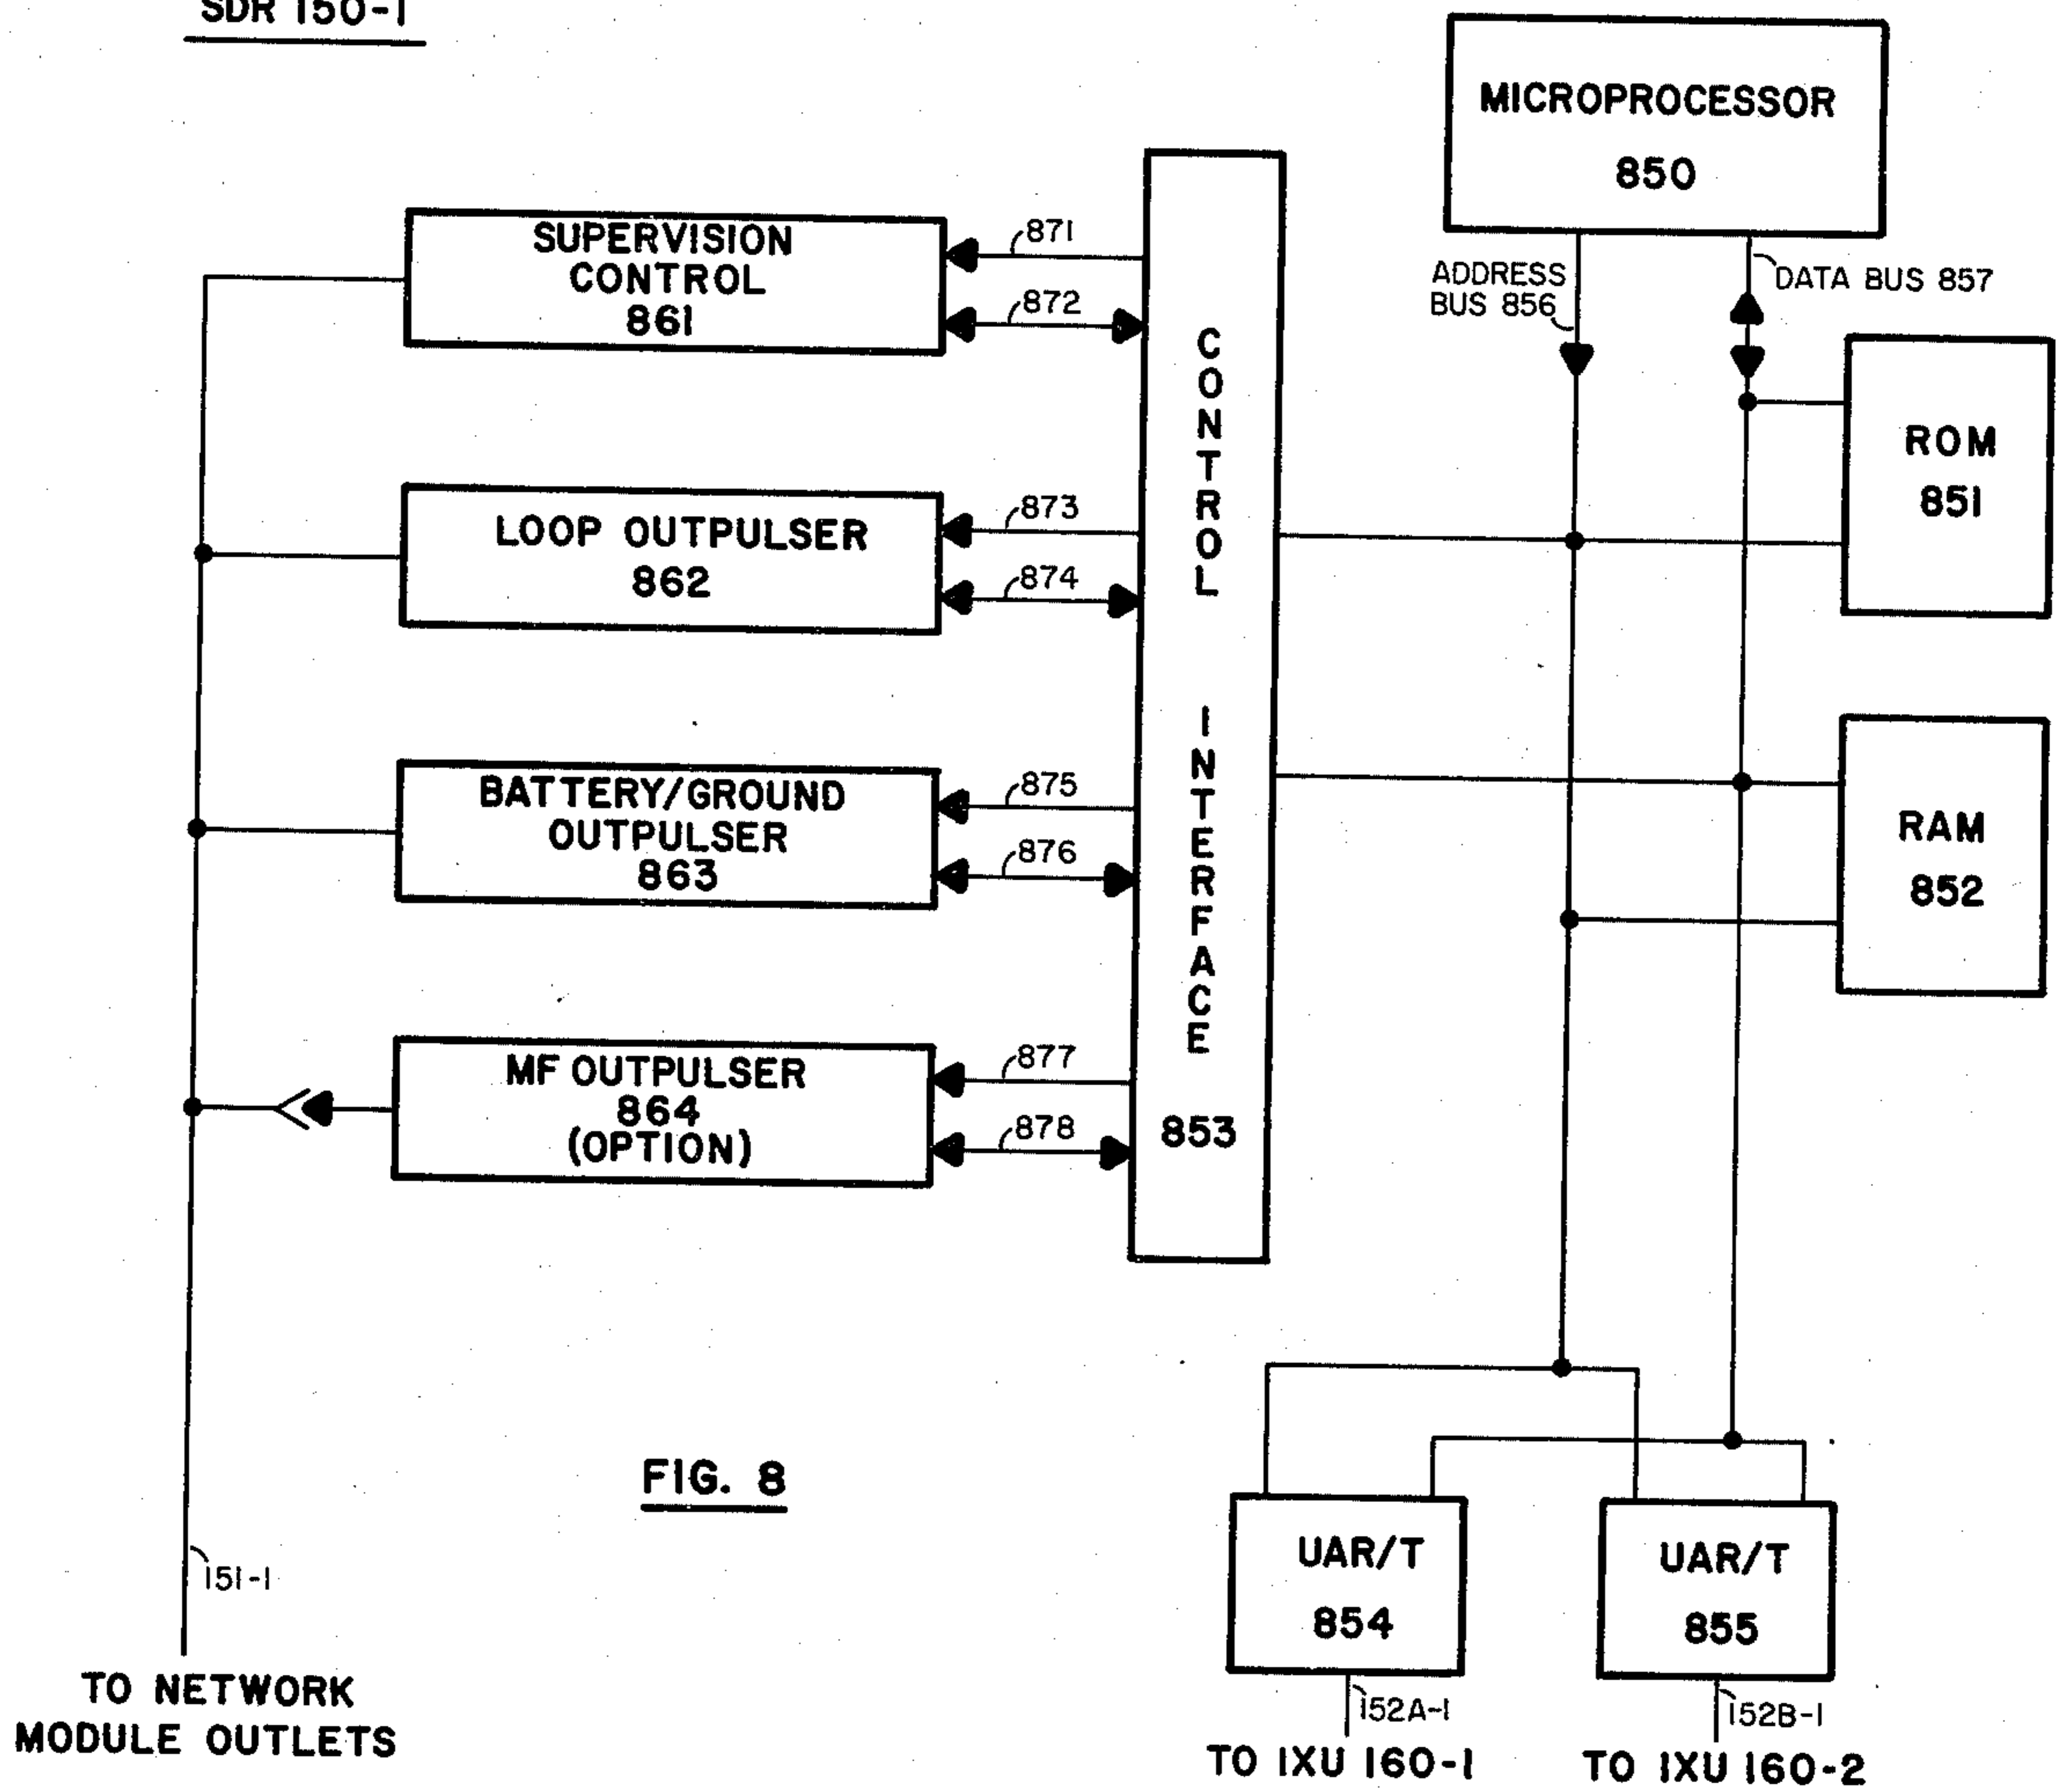 SDR 150-1
MICROPROCESSOR
850
ADDRESS
BUS 856
DATA BUS 857
ROM
851
RAM
852
SUPERVISION
CONTROL
861
871
872
LOOP OUTPULSER
862
873
874
BATTERY/GROUND
OUTPULSER
863
875
876
MF OUTPULSER
864
(OPTION)
877
878
CONTROL INTERFACE
853
FIG. 8
UAR/T
854
UAR/T
855
151-1
152A-1
152B-1
TO NETWORK
MODULE OUTLETS
TO IXU 160-1
TO IXU 160-2